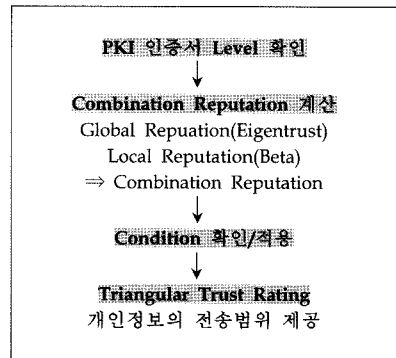 PKI 인증서 Level 확인
Combination Reputation 계산
Global Repuation(Eigentrust)
Local Reputation(Beta)
⇒ Combination Reputation
Condition 확인/적용
Triangular Trust Rating
개인정보의 전송범위 제공